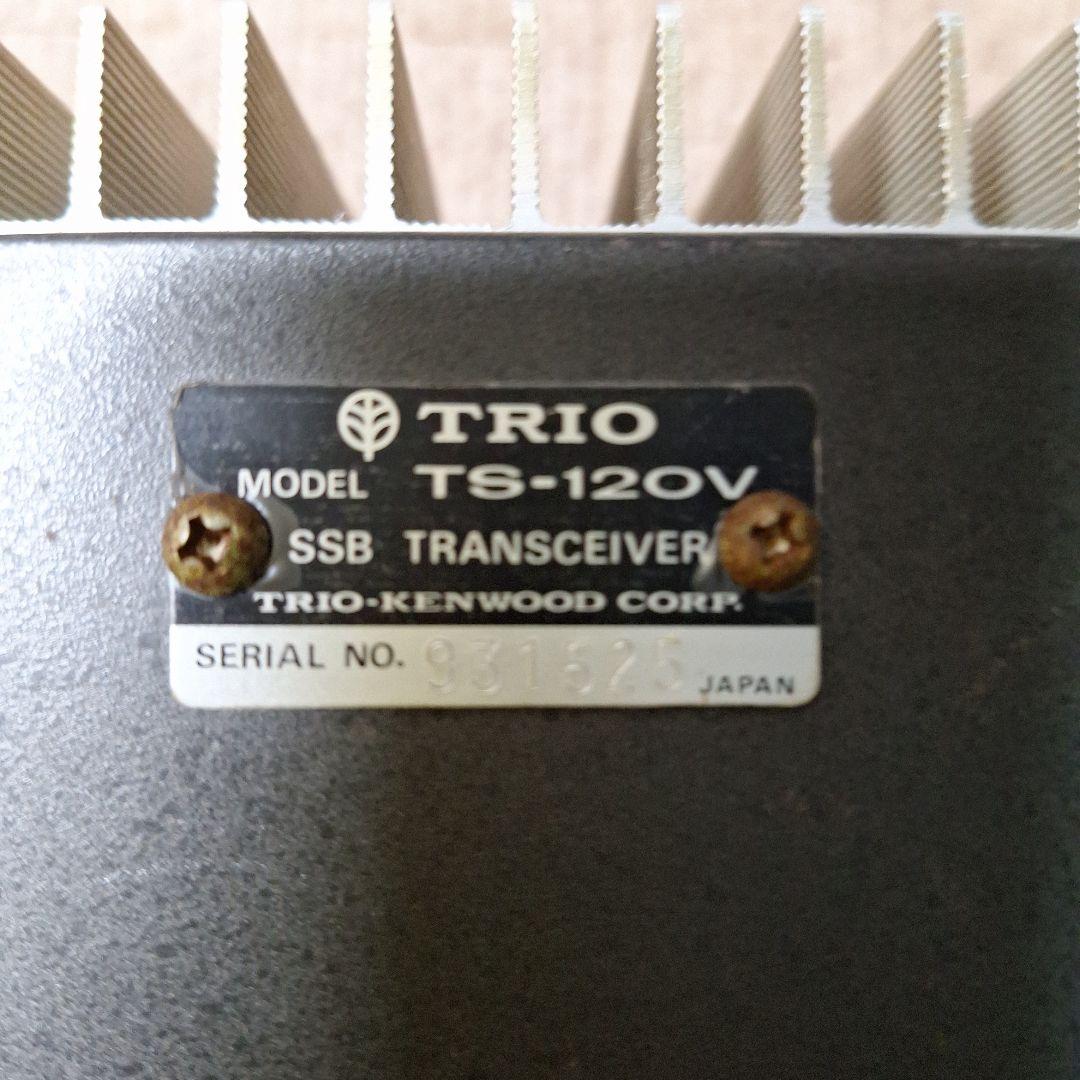 TRIO
MODEL TS-120V
SSB TRANSCEIVER
TRIO-KENWOOD CORP.
SERIAL NO. 931525 JAPAN